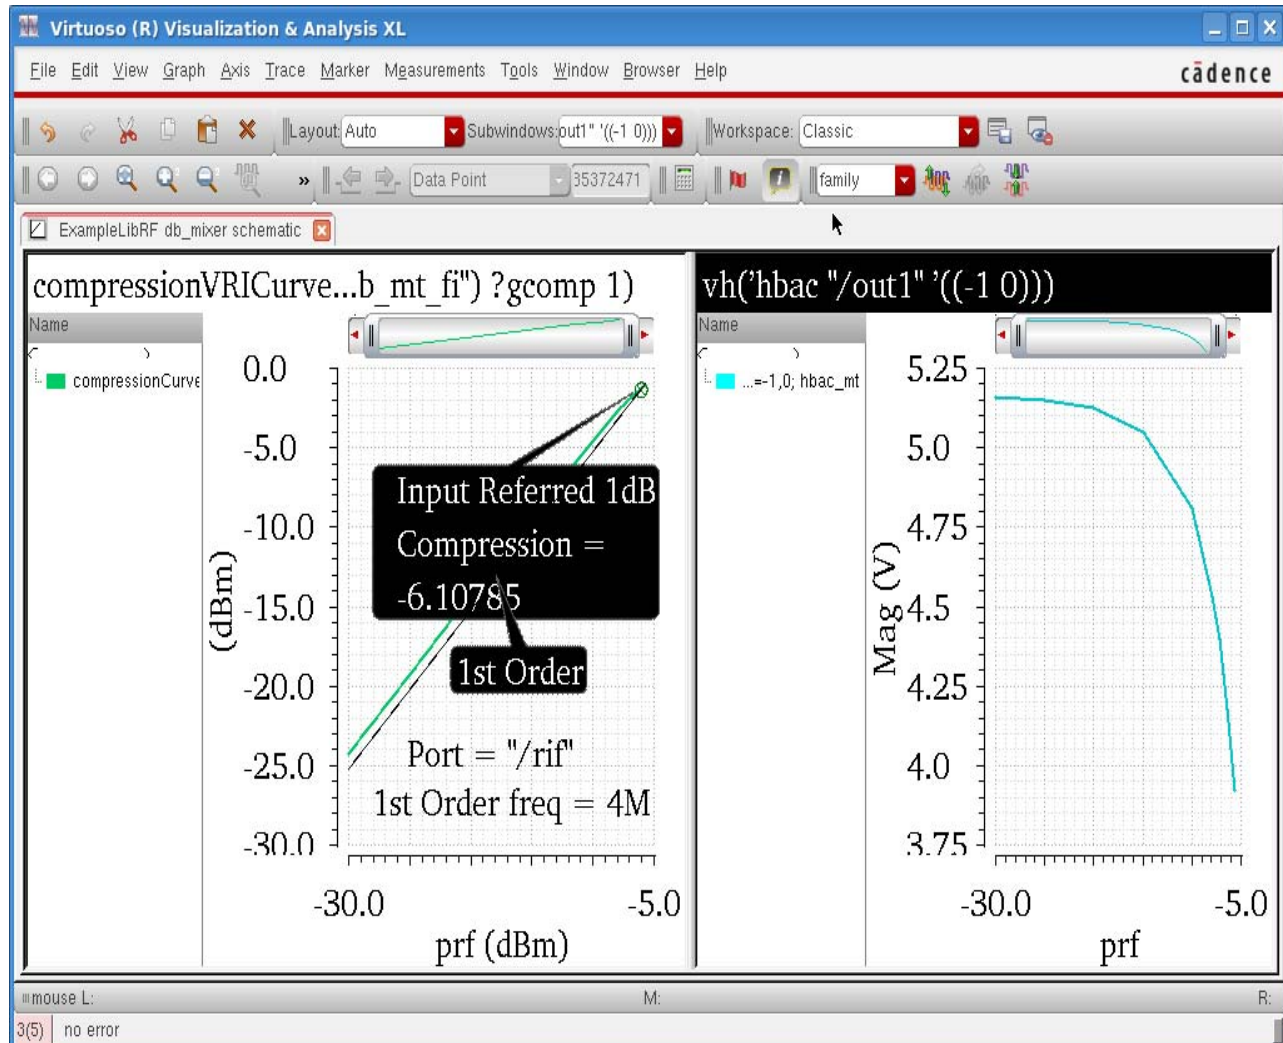 Virtuoso (R) Visualization & Analysis XL
File Edit View Graph Axis Trace Marker Measurements Tools Window Browser Help
cādence
Layout: Auto
Subwindows: out1" '((-1 0)))
Workspace: Classic
»
Data Point
35372471
family
ExampleLibRF db_mixer schematic
compressionVRICurve...b_mt_fi") ?gcomp 1)
Name
compressionCurve
0.0
-5.0
-10.0
-15.0
-20.0
-25.0
-30.0
(dBm)
Input Referred 1dB
Compression =
-6.10785
1st Order
Port = "/rif"
1st Order freq = 4M
-30.0
-5.0
prf (dBm)
vh('hbac "/out1" '((-1 0)))
Name
...=-1,0; hbac_mt
5.25
5.0
4.75
4.5
4.25
4.0
3.75
Mag (V)
-30.0
-5.0
prf
mouse L:
M:
R:
3(5)
no error